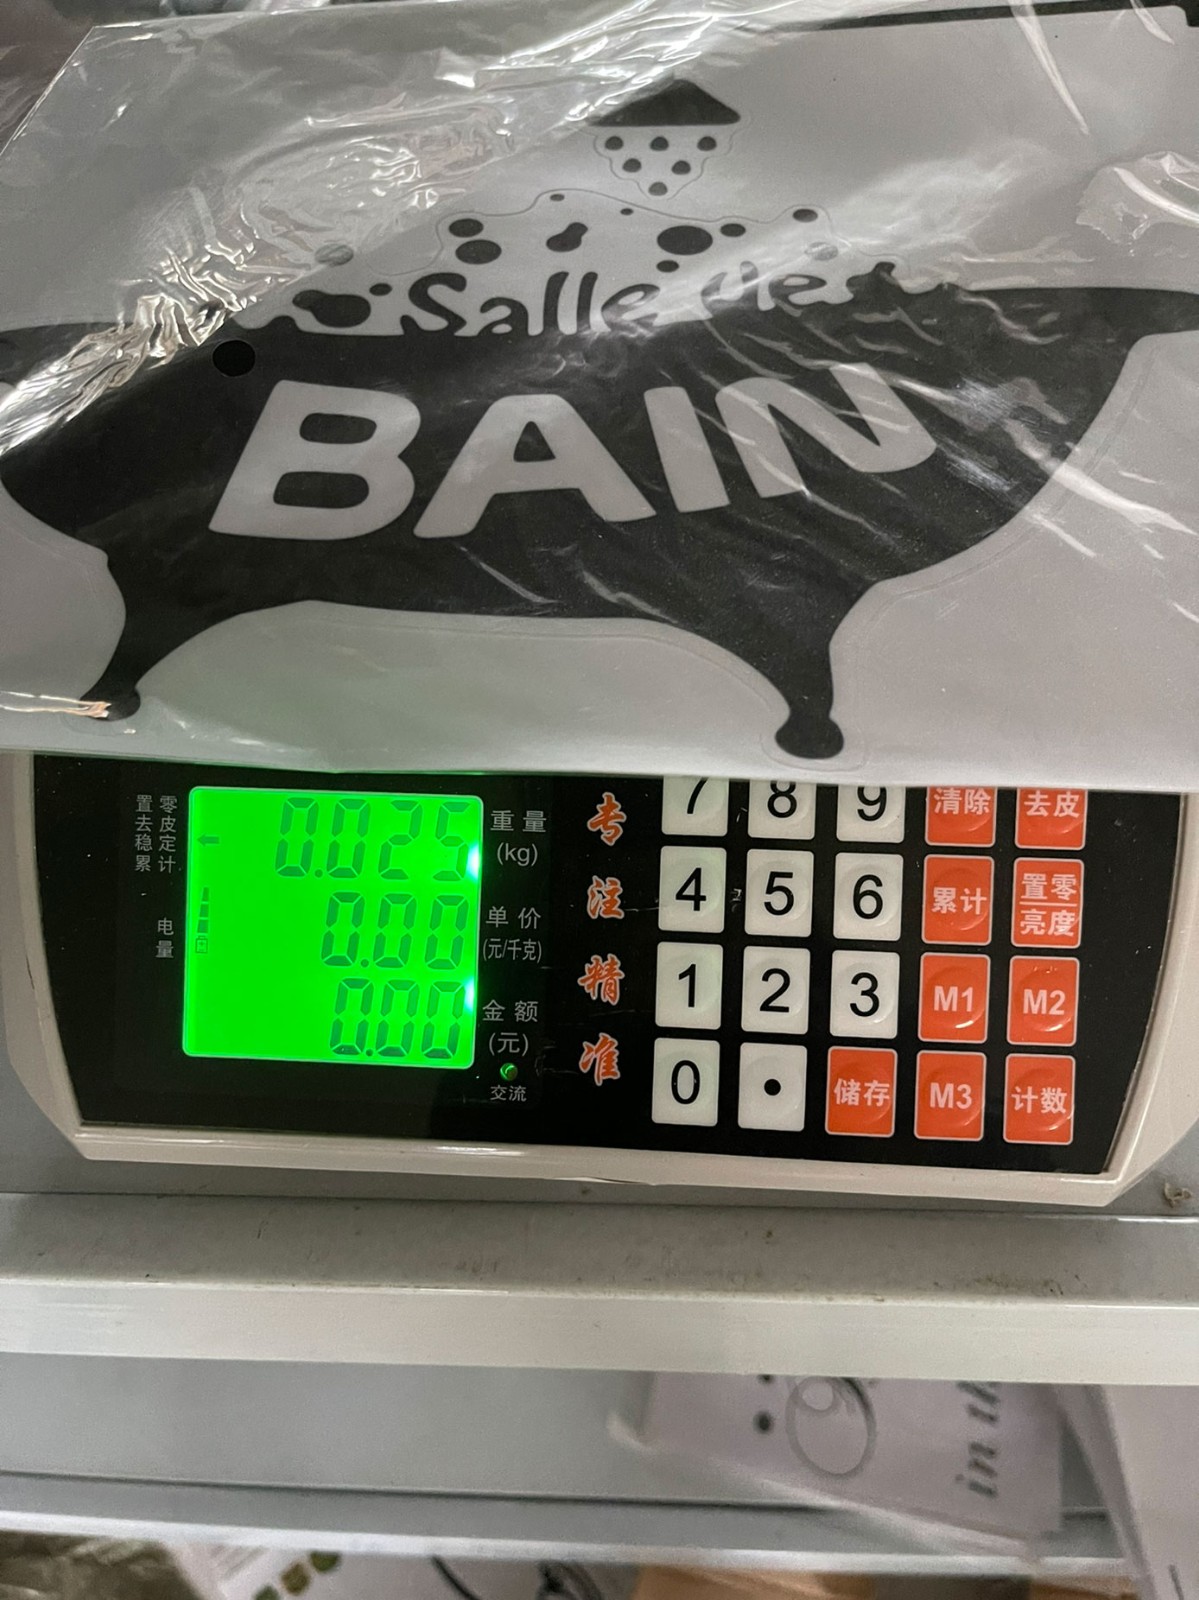 Salle de
BAIN
置零
去皮
稳定
累计
电量
0.025
重量
(kg)
0.00
单价
(元/千克)
0.00
金额
(元)
交流
专
注
精
准
7 8 9 清除 去皮
4 5 6 累计 置零
亮度
1 2 3 M1 M2
0 • 储存 M3 计数
in